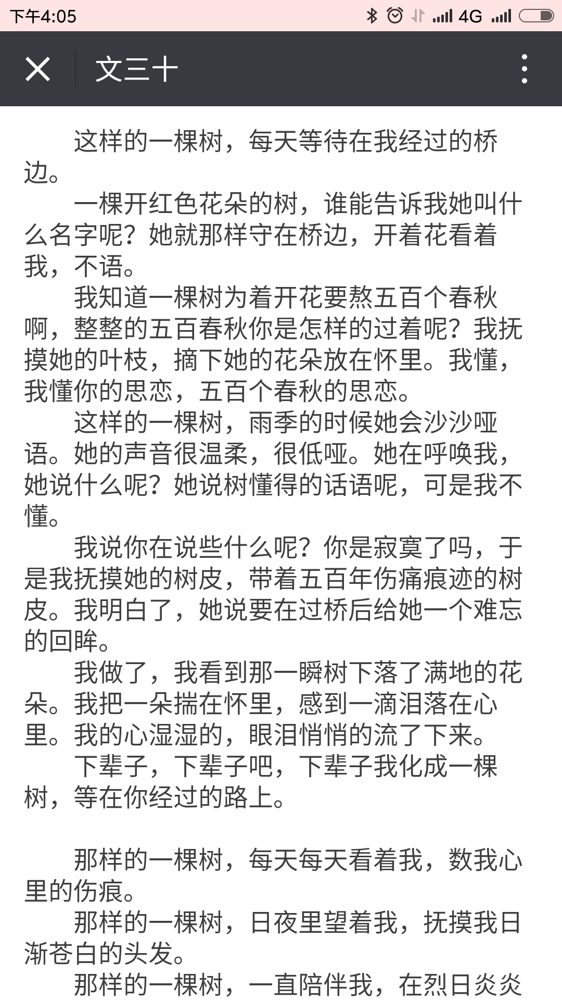 下午4:05 4G
文三十
这样的一棵树，每天等待在我经过的桥
边。
一棵开红色花朵的树，谁能告诉我她叫什
么名字呢？她就那样守在桥边，开着花看着
我，不语。
我知道一棵树为着开花要熬五百个春秋
啊，整整的五百春秋你是怎样的过着呢？我抚
摸她的叶枝，摘下她的花朵放在怀里。我懂，
我懂你的思恋，五百个春秋的思恋。
这样的一棵树，雨季的时候她会沙沙哑
语。她的声音很温柔，很低哑。她在呼唤我，
她说什么呢？她说树懂得的话语呢，可是我不
懂。
我说你在说些什么呢？你是寂寞了吗，于
是我抚摸她的树皮，带着五百年伤痛痕迹的树
皮。我明白了，她说要在过桥后给她一个难忘
的回眸。
我做了，我看到那一瞬树下落了满地的花
朵。我把一朵揣在怀里，感到一滴泪落在心
里。我的心湿湿的，眼泪悄悄的流了下来。
下辈子，下辈子吧，下辈子我化成一棵
树，等在你经过的路上。
那样的一棵树，每天每天看着我，数我心
里的伤痕。
那样的一棵树，日夜里望着我，抚摸我日
渐苍白的头发。
那样的一棵树，一直陪伴我，在烈日炎炎